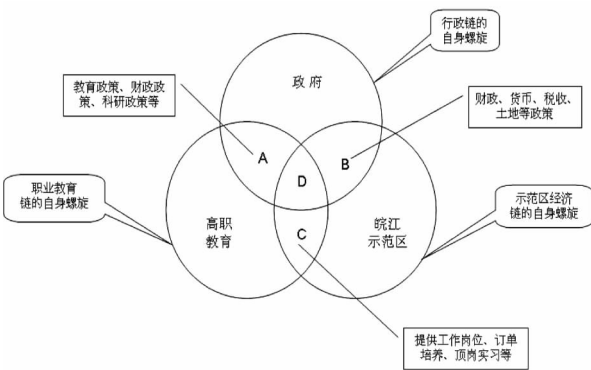 行政链的
自身螺旋
政府
教育政策、财政政
策、科研政策等
财政、货币、税收、
土地等政策
A
B
D
职业教育
链的自身螺旋
高职
教育
C
皖江
示范区
示范区经济
链的自身螺旋
提供工作岗位、订单
培养、顶岗实习等